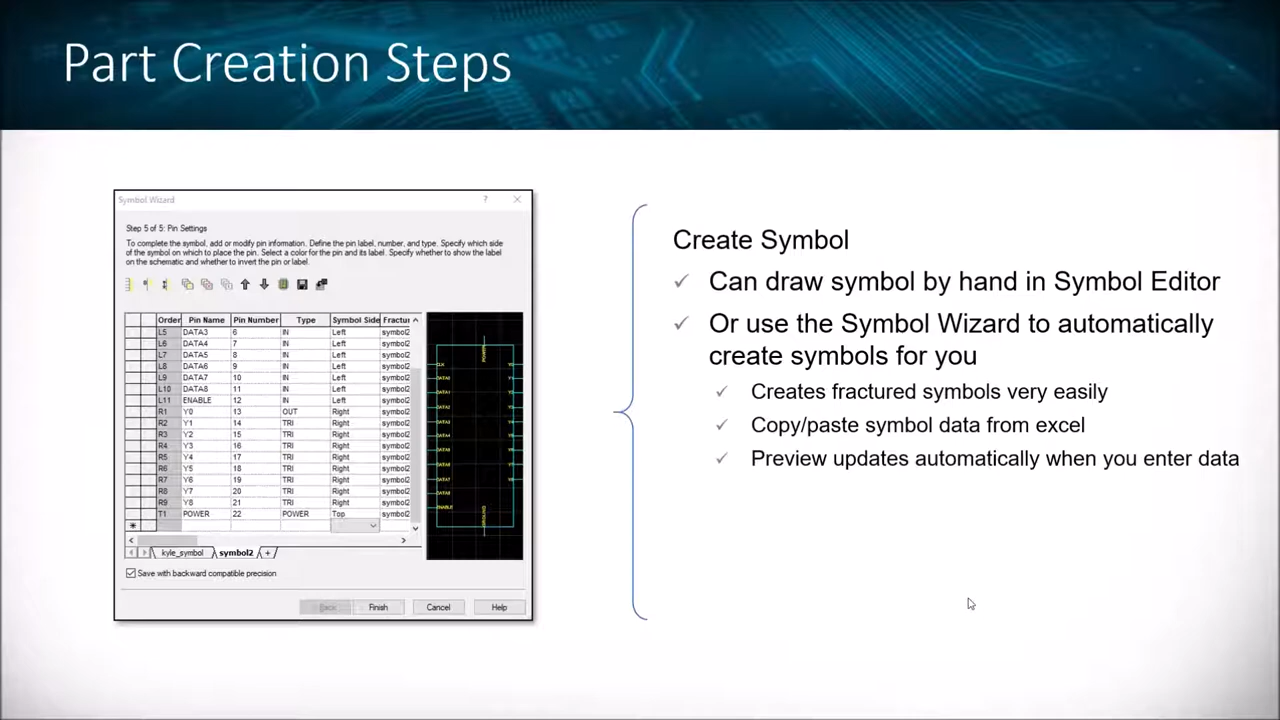 Part Creation Steps
Symbol Wizard
Step 5 of 5: Pin Settings
To complete the symbol, add or modify pin information. Define the pin label, number, and type. Specify which side
of the symbol on which to place the pin. Select a color for the pin and its label. Specify whether to show the label
on the schematic and whether to invert the pin or label.
Order Pin Name Pin Number Type Symbol Side Fractur
L5 DATA3 6 IN Left symbol2
L6 DATA4 7 IN Left symbol2
L7 DATA5 8 IN Left symbol2
L8 DATA6 9 IN Left symbol2
L9 DATA7 10 IN Left symbol2
L10 DATA8 11 IN Left symbol2
L11 ENABLE 12 IN Left symbol2
R1 Y0 13 OUT Right symbol2
R2 Y1 14 TRI Right symbol2
R3 Y2 15 TRI Right symbol2
R4 Y3 16 TRI Right symbol2
R5 Y4 17 TRI Right symbol2
R6 Y5 18 TRI Right symbol2
R7 Y6 19 TRI Right symbol2
R8 Y7 20 TRI Right symbol2
R9 Y8 21 TRI Right symbol2
T1 POWER 22 POWER Top symbol2
kyle_symbol symbol2 +
Save with backward compatible precision
Back Finish Cancel Help
POWER
CLK
ENABLE
GROUND
Create Symbol
Can draw symbol by hand in Symbol Editor
Or use the Symbol Wizard to automatically
create symbols for you
Creates fractured symbols very easily
Copy/paste symbol data from excel
Preview updates automatically when you enter data